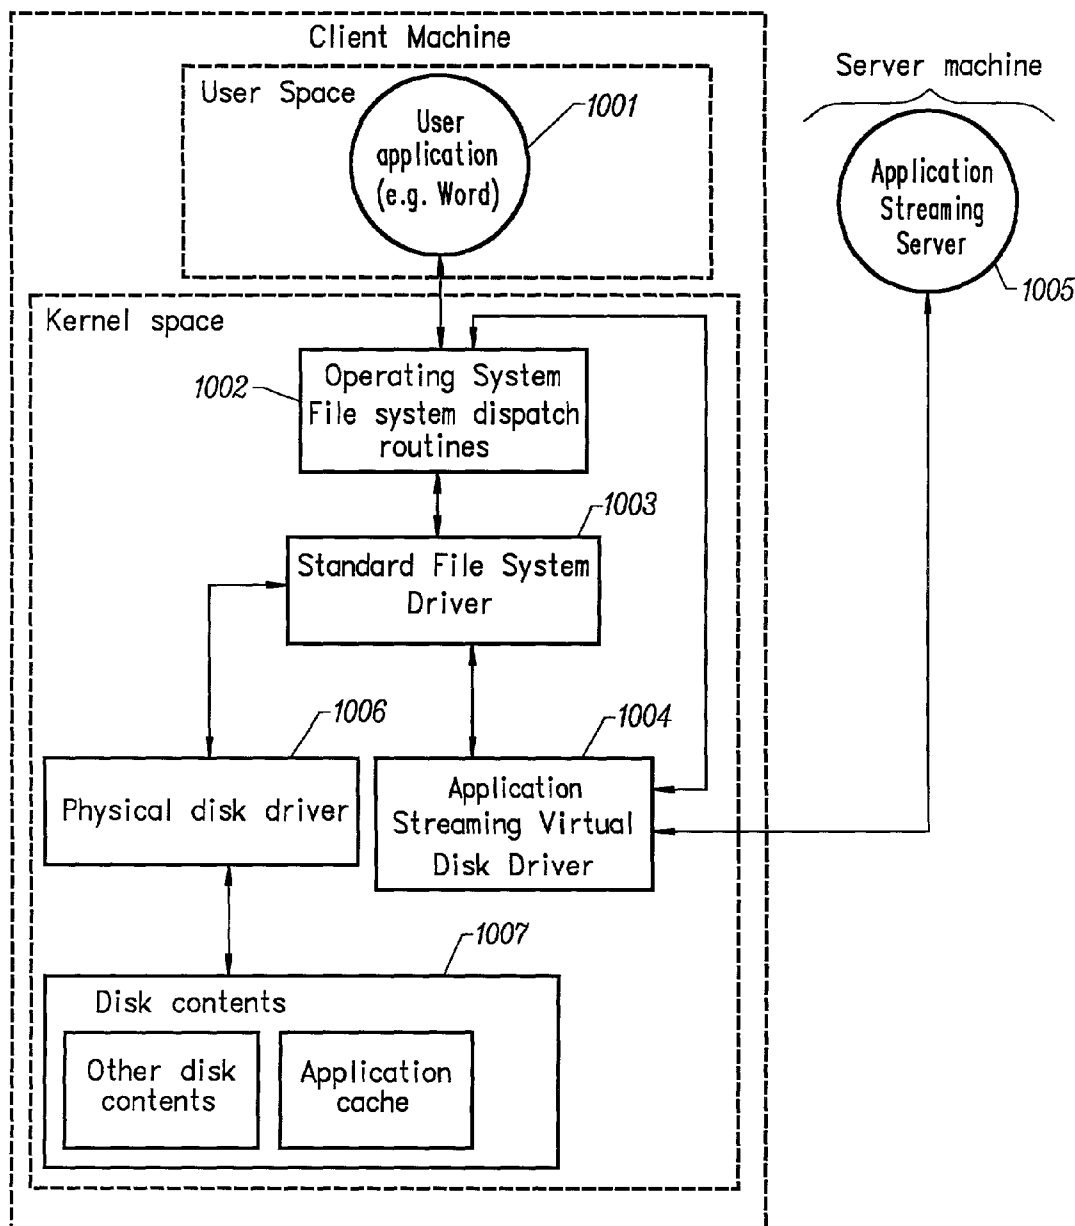 Client Machine
Server machine
User Space
1001
User
application
(e.g. Word)
Application
Streaming
Server
1005
Kernel space
1002
Operating System
File system dispatch
routines
1003
Standard File System
Driver
1006
1004
Physical disk driver
Application
Streaming Virtual
Disk Driver
1007
Disk contents
Other disk
contents
Application
cache